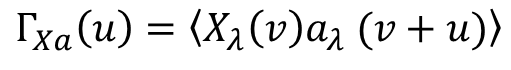 Γ_{Xa}(u) = ⟨X_λ(v)a_λ (v + u)⟩